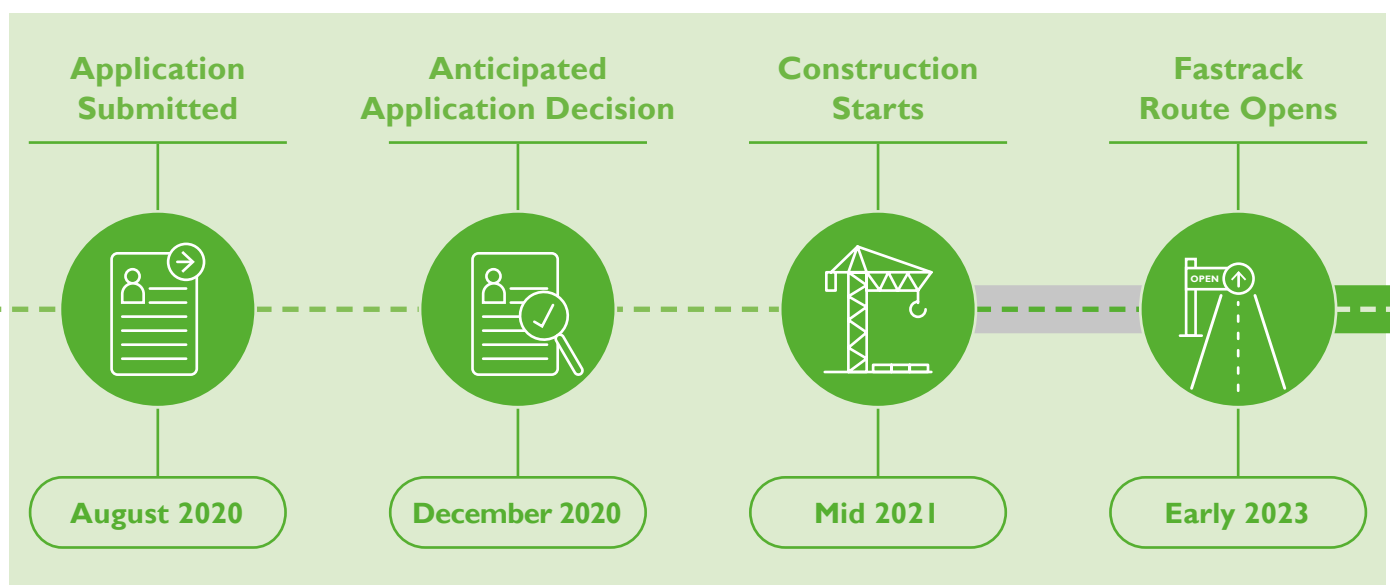 Application
Submitted
Anticipated
Application Decision
Construction
Starts
Fastrack
Route Opens
OPEN
August 2020
December 2020
Mid 2021
Early 2023